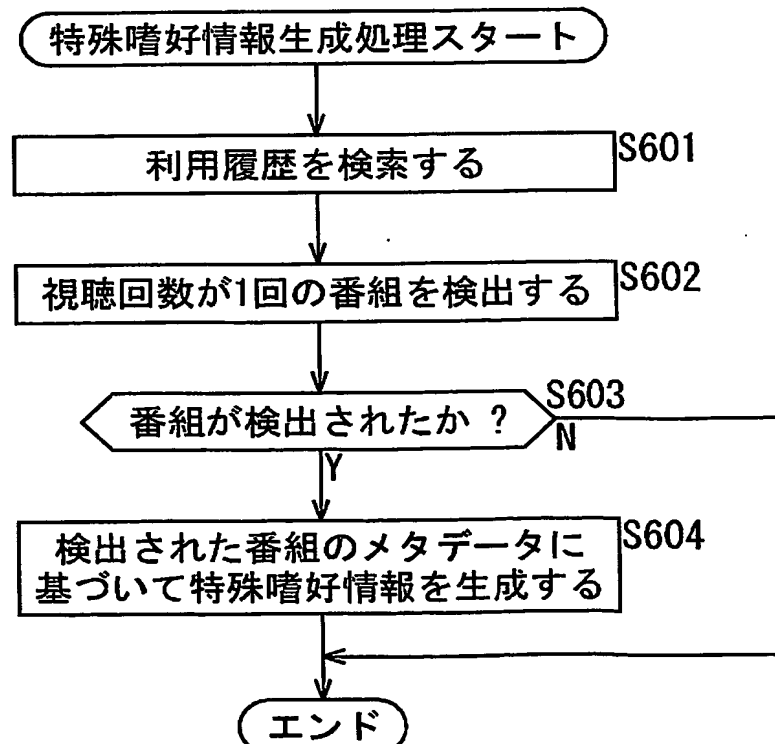 特殊嗜好情報生成処理スタート
利用履歴を検索する
S601
視聴回数が1回の番組を検出する
S602
番組が検出されたか ?
S603
N
Y
検出された番組のメタデータに
基づいて特殊嗜好情報を生成する
S604
エンド